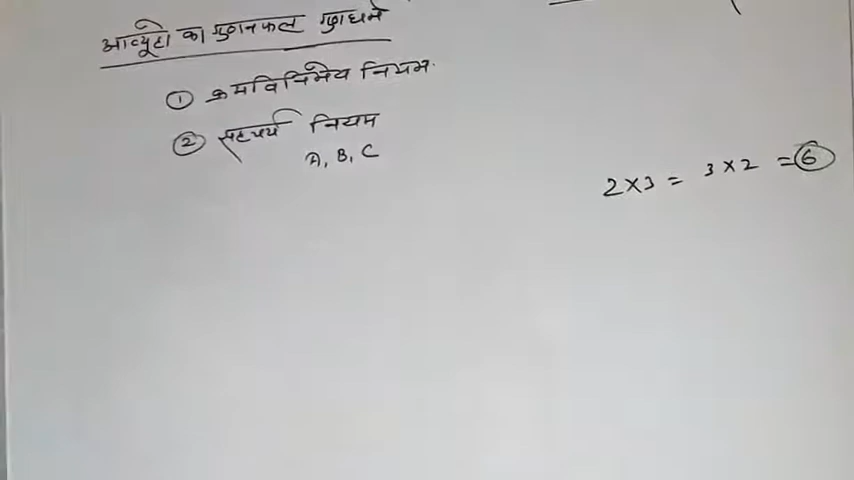 आव्यूहो का गुणनफल गुणधर्म
① क्रमविनिमेय नियम.
② साहचर्य नियम
A, B, C
2 × 3 = 3 × 2 = 6